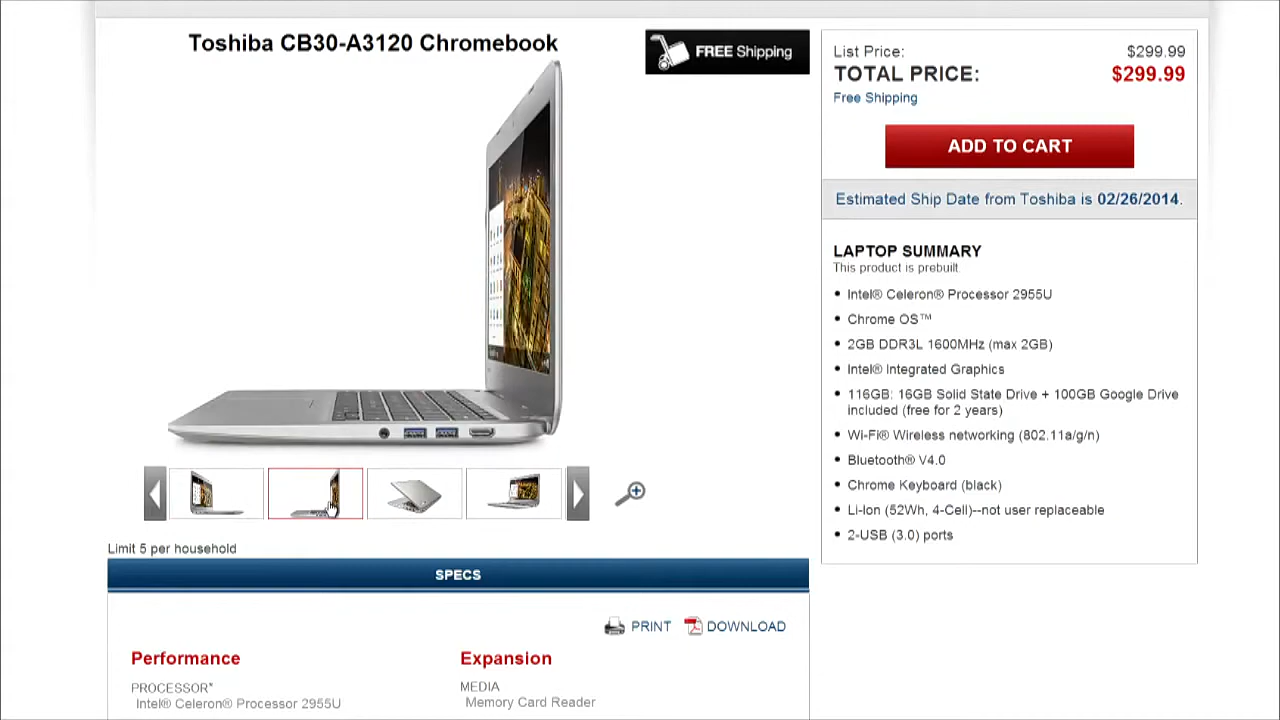 Toshiba CB30-A3120 Chromebook
FREE Shipping
List Price: $299.99
TOTAL PRICE: $299.99
Free Shipping
ADD TO CART
Estimated Ship Date from Toshiba is 02/26/2014.
LAPTOP SUMMARY
This product is prebuilt.
• Intel® Celeron® Processor 2955U
• Chrome OS™
• 2GB DDR3L 1600MHz (max 2GB)
• Intel® Integrated Graphics
• 116GB: 16GB Solid State Drive + 100GB Google Drive
included (free for 2 years)
• Wi-Fi® Wireless networking (802.11a/g/n)
• Bluetooth® V4.0
• Chrome Keyboard (black)
• Li-Ion (52Wh, 4-Cell)--not user replaceable
• 2-USB (3.0) ports
Limit 5 per household
SPECS
PRINT DOWNLOAD
Performance
PROCESSOR*
Intel® Celeron® Processor 2955U
Expansion
MEDIA
Memory Card Reader